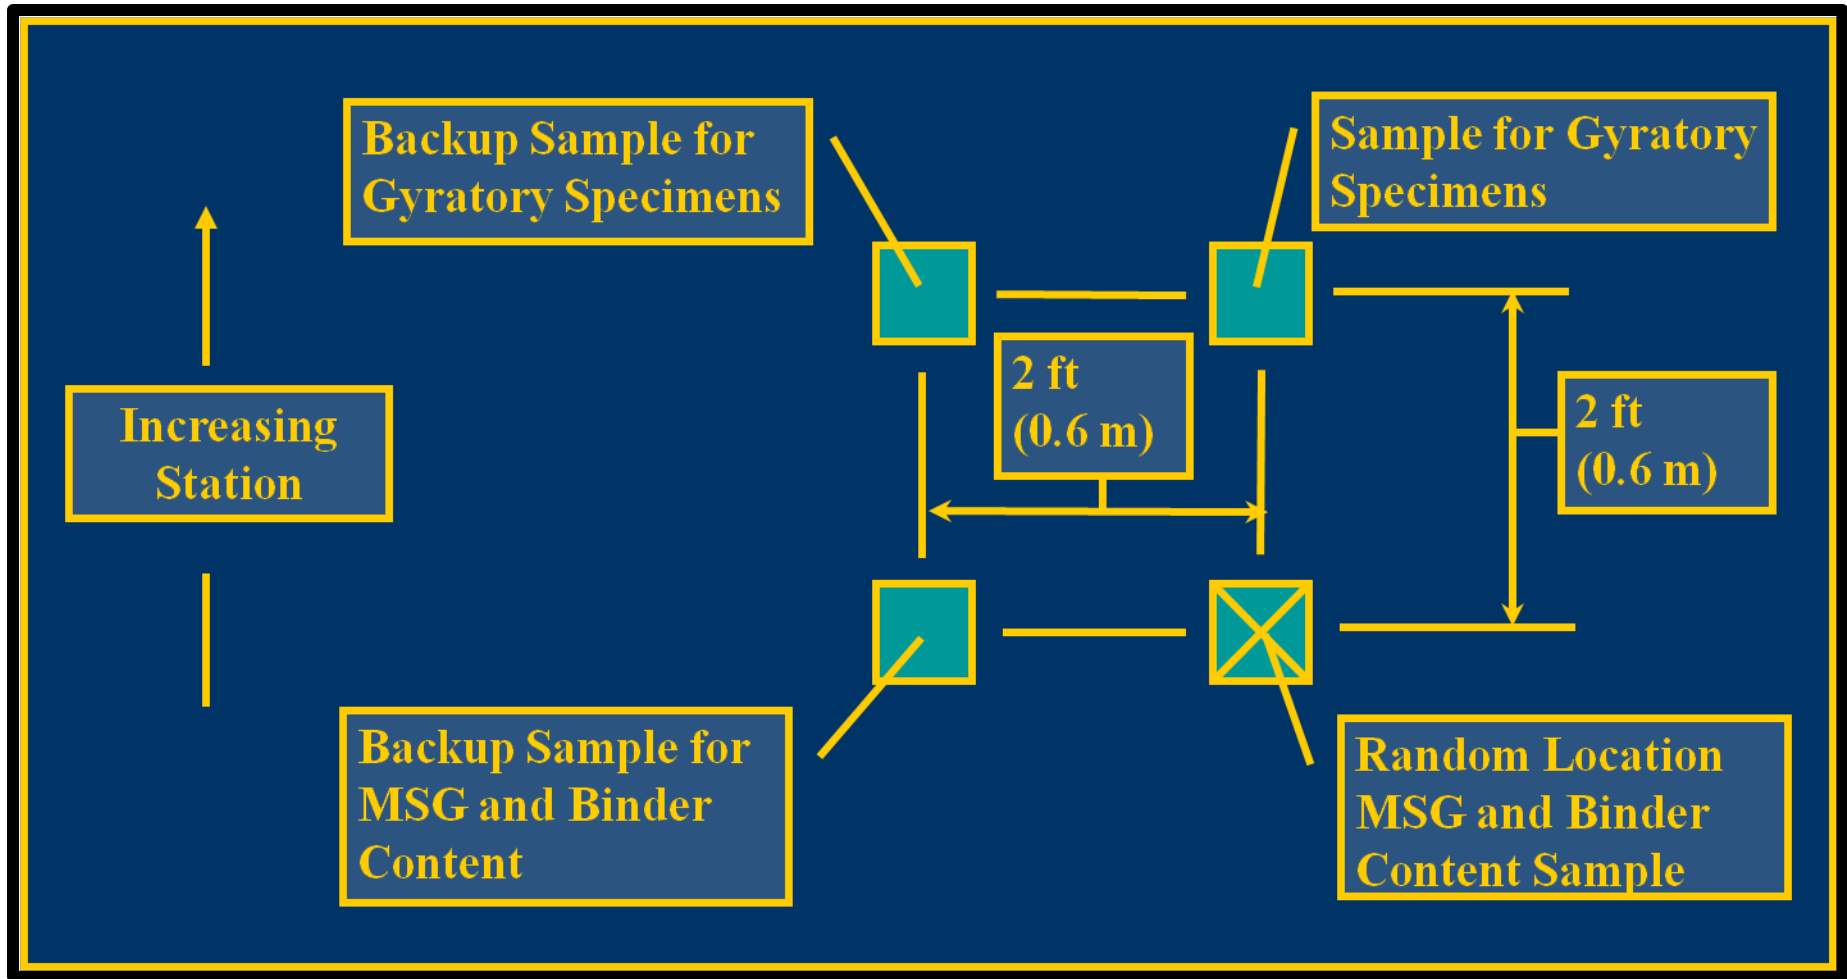 Backup Sample for
Gyratory Specimens
Sample for Gyratory
Specimens
2 ft
(0.6 m)
2 ft
(0.6 m)
Increasing
Station
Backup Sample for
MSG and Binder
Content
Random Location
MSG and Binder
Content Sample